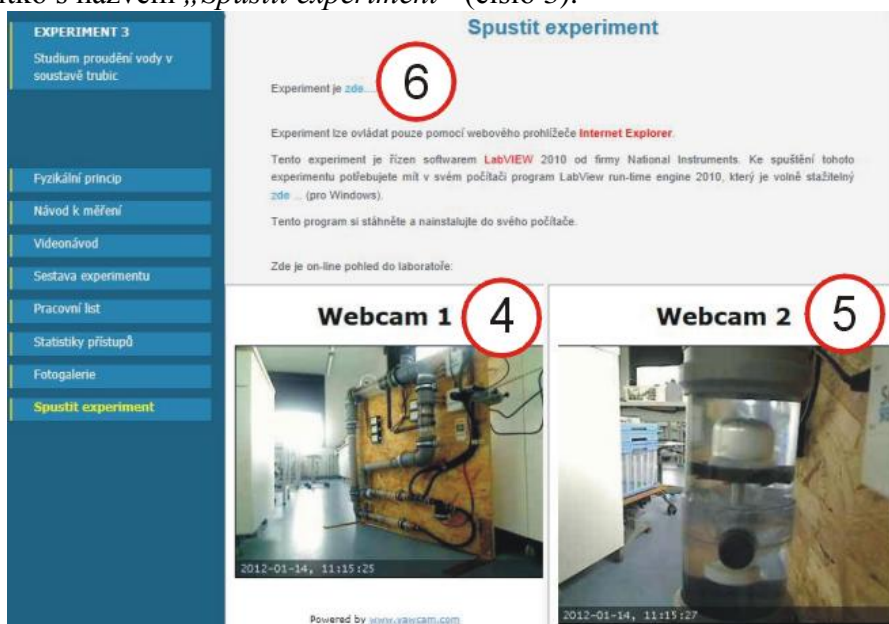 s názvem „Spustit experiment“ (číslo 3).
EXPERIMENT 3
Studium proudění vody v
soustavě trubic
Fyzikální princip
Návod k měření
Videonávod
Sestava experimentu
Pracovní list
Statistiky přístupů
Fotogalerie
Spustit experiment
Spustit experiment
Experiment je zde...
6
Experiment lze ovládat pouze pomocí webového prohlížeče Internet Explorer.
Tento experiment je řízen softwarem LabVIEW 2010 od firmy National Instruments. Ke spuštění tohoto
experimentu potřebujete mít v svém počítači program LabView run-time engine 2010, který je volně stažitelný
zde ... (pro Windows).
Tento program si stáhněte a nainstalujte do svého počítače.
Zde je on-line pohled do laboratoře:
Webcam 1
4
2012-01-14, 11:15:25
Powered by www.yawcam.com
Webcam 2
5
2012-01-14, 11:15:27